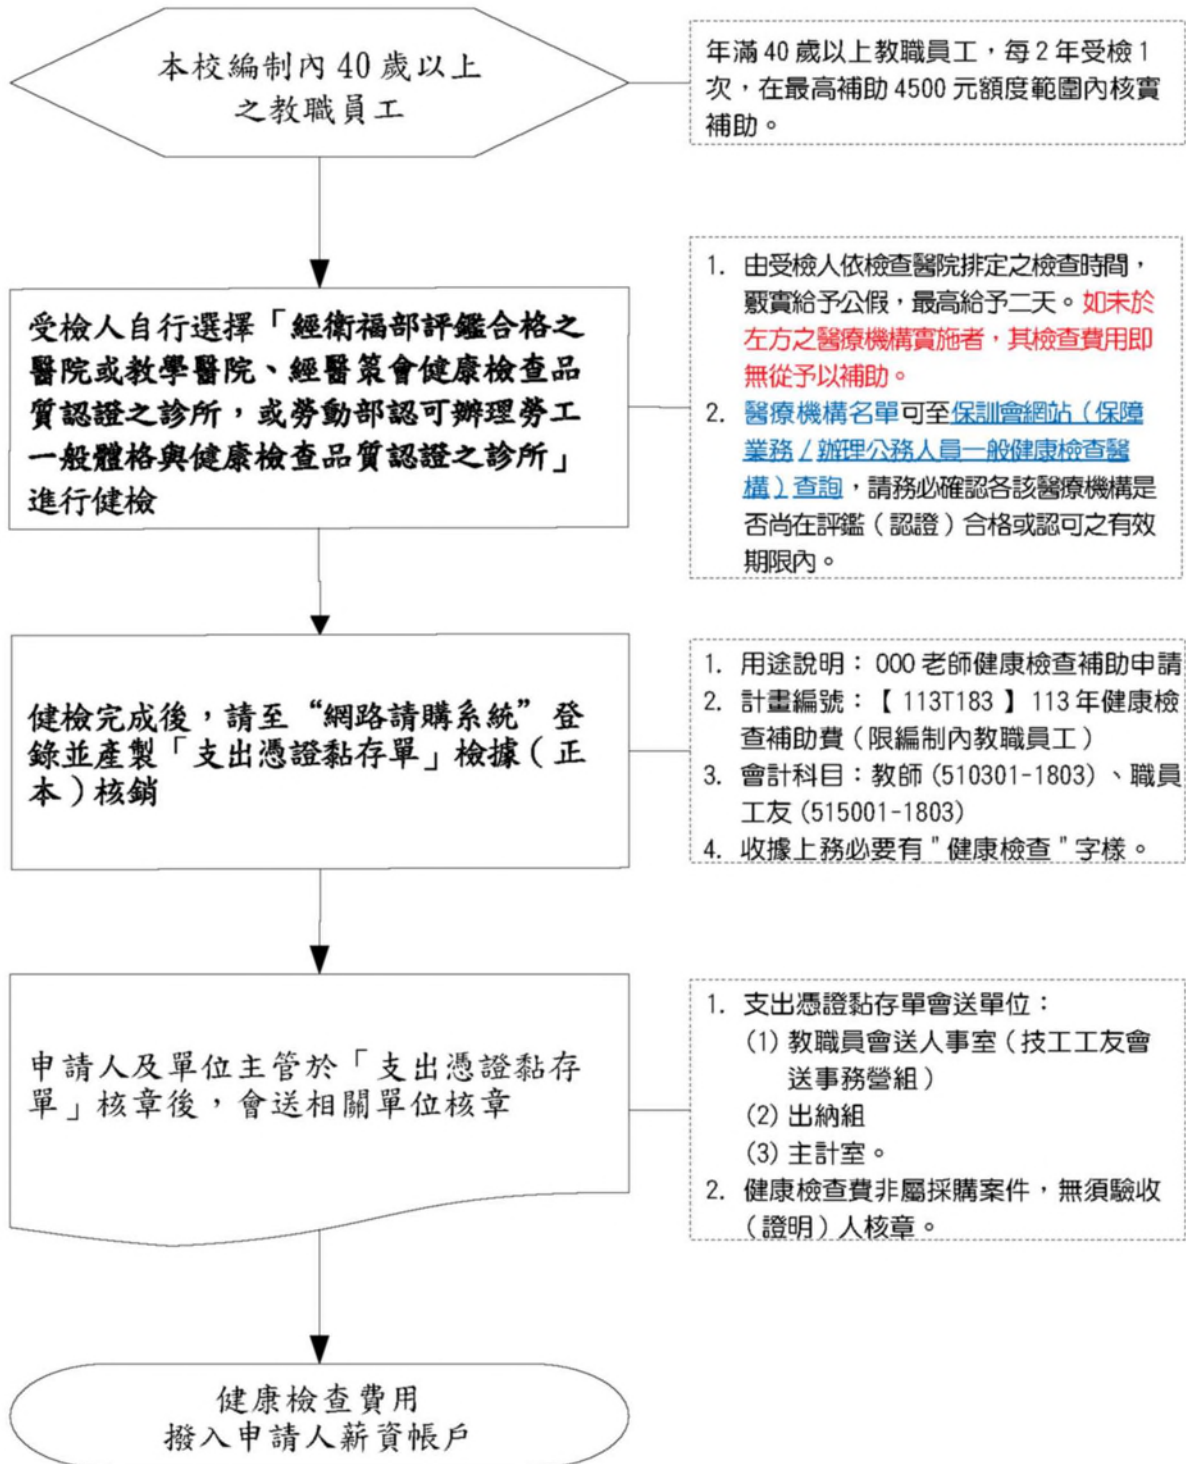 本校編制內 40 歲以上
之教職員工
年滿 40 歲以上教職員工，每 2 年受檢 1
次，在最高補助 4500 元額度範圍內核實
補助。
受檢人自行選擇「經衛福部評鑑合格之
醫院或教學醫院、經醫策會健康檢查品
質認證之診所，或勞動部認可辦理勞工
一般體格與健康檢查品質認證之診所」
進行健檢
1. 由受檢人依檢查醫院排定之檢查時間，
覈實給予公假，最高給予二天。如未於
左方之醫療機構實施者，其檢查費用即
無從予以補助。
2. 醫療機構名單可至保訓會網站（保障
業務／辦理公務人員一般健康檢查醫
構）查詢，請務必確認各該醫療機構是
否尚在評鑑（認證）合格或認可之有效
期限內。
健檢完成後，請至“網路請購系統”登
錄並產製「支出憑證黏存單」檢據（正
本）核銷
1. 用途說明：000 老師健康檢查補助申請
2. 計畫編號：【 113T183 】113 年健康檢
查補助費（限編制內教職員工）
3. 會計科目：教師 (510301-1803)、職員
工友 (515001-1803)
4. 收據上務必要有 " 健康檢查 " 字樣。
申請人及單位主管於「支出憑證黏存
單」核章後，會送相關單位核章
1. 支出憑證黏存單會送單位：
(1) 教職員會送人事室（技工工友會
送事務營組）
(2) 出納組
(3) 主計室。
2. 健康檢查費非屬採購案件，無須驗收
（證明）人核章。
健康檢查費用
撥入申請人薪資帳戶